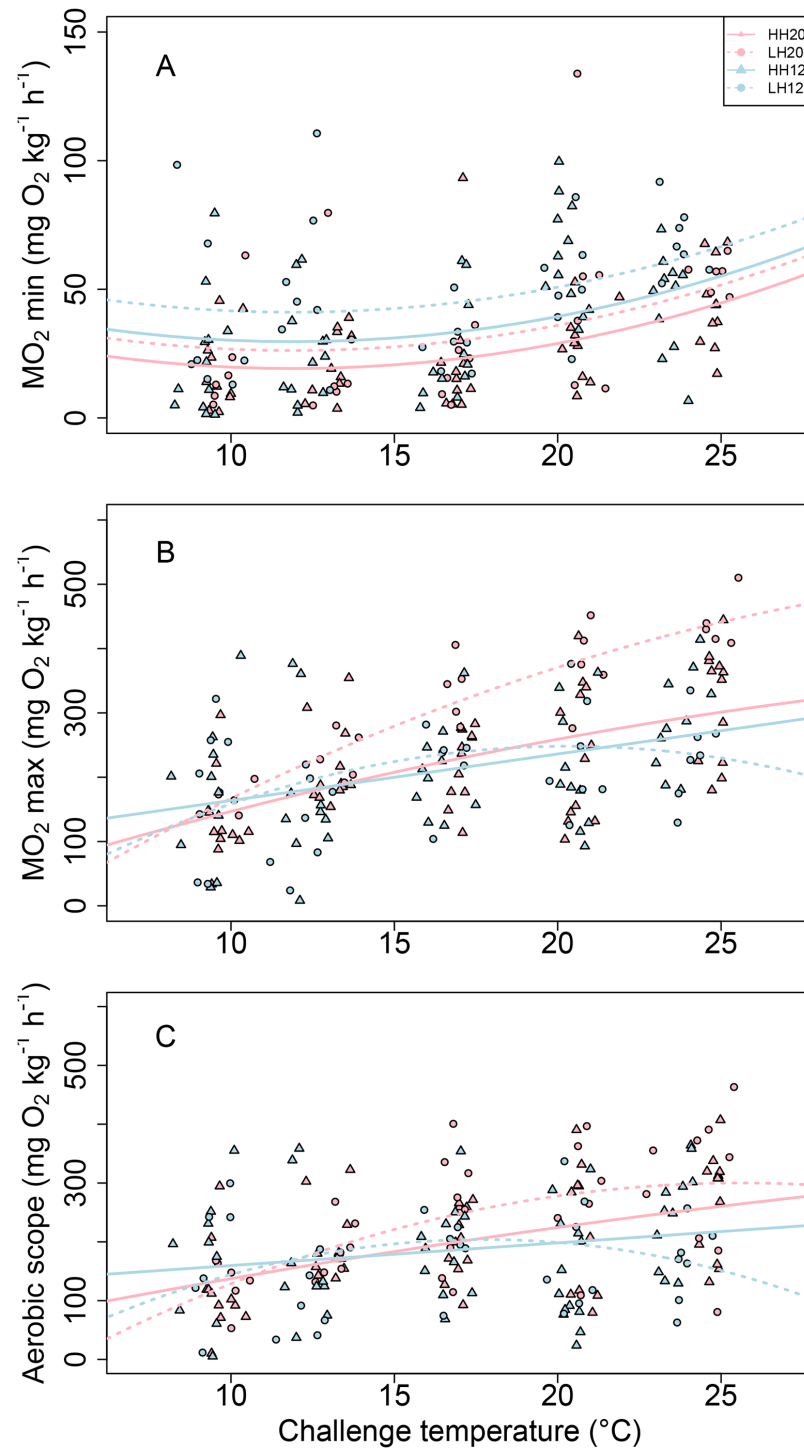 A
HH20
LH20
HH12
LH12
MO₂ min (mg O₂ kg⁻¹ h⁻¹)
0 50 100 150
10 15 20 25
B
MO₂ max (mg O₂ kg⁻¹ h⁻¹)
0 100 300 500
10 15 20 25
C
Aerobic scope (mg O₂ kg⁻¹ h⁻¹)
0 100 300 500
10 15 20 25
Challenge temperature (°C)